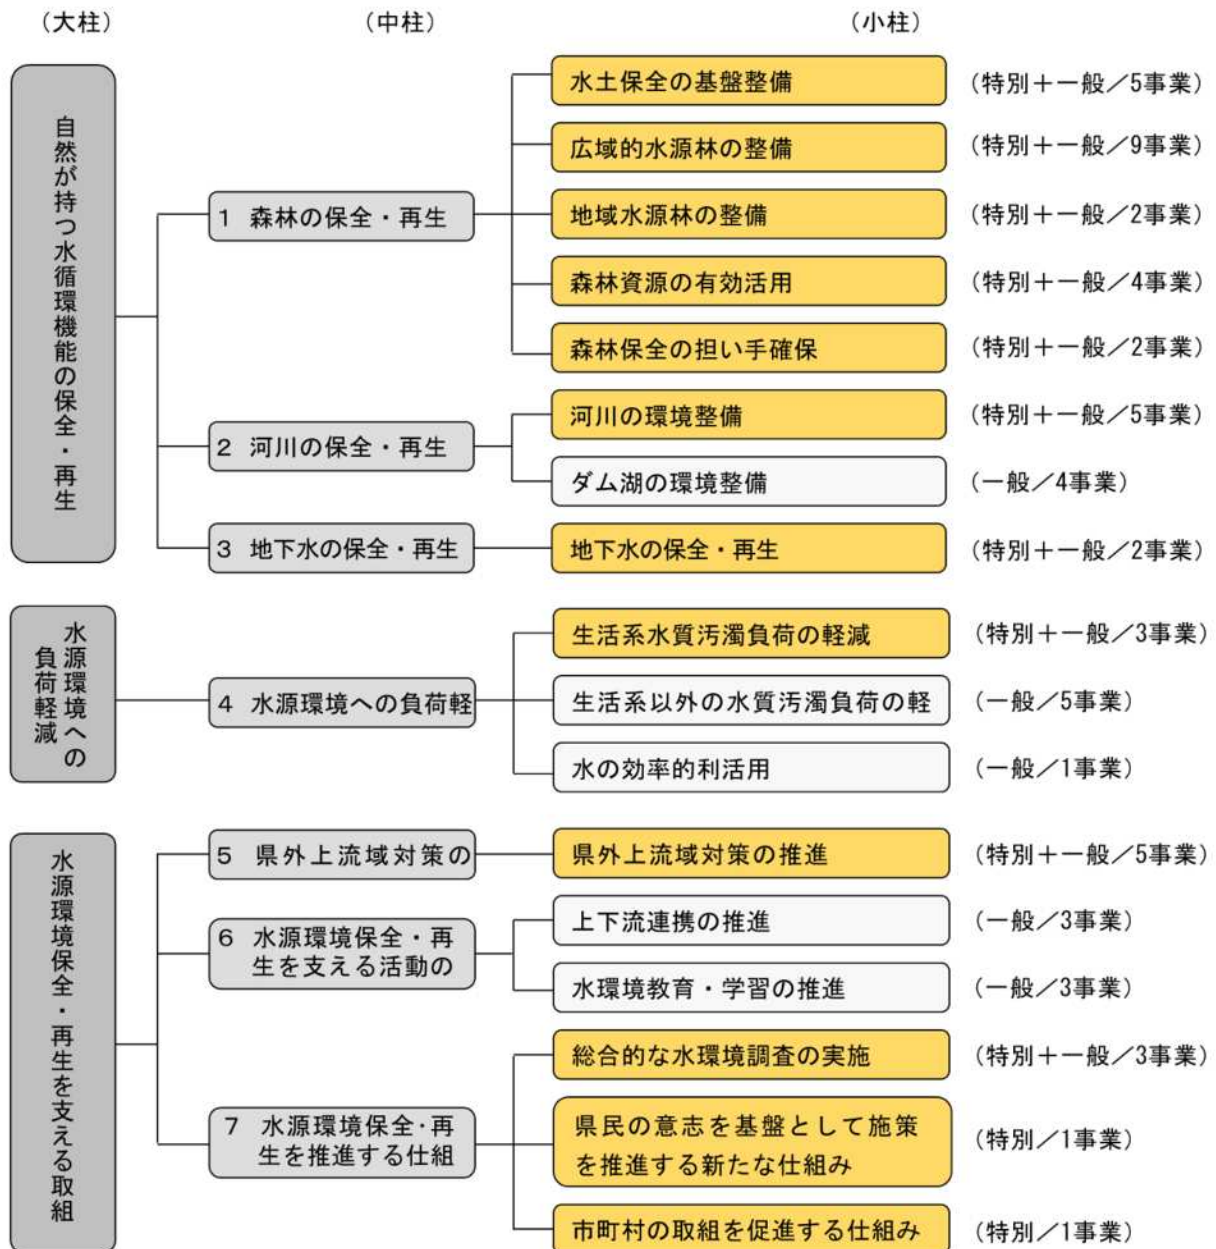 （大柱）
（中柱）
（小柱）
自然が持つ水循環機能の保全・再生
1 森林の保全・再生
水土保全の基盤整備
（特別＋一般／5事業）
広域的水源林の整備
（特別＋一般／9事業）
地域水源林の整備
（特別＋一般／2事業）
森林資源の有効活用
（特別＋一般／4事業）
森林保全の担い手確保
（特別＋一般／2事業）
2 河川の保全・再生
河川の環境整備
（特別＋一般／5事業）
ダム湖の環境整備
（一般／4事業）
3 地下水の保全・再生
地下水の保全・再生
（特別＋一般／2事業）
水源環境への
負荷軽減
4 水源環境への負荷軽
生活系水質汚濁負荷の軽減
（特別＋一般／3事業）
生活系以外の水質汚濁負荷の軽
（一般／5事業）
水の効率的利活用
（一般／1事業）
水源環境保全・再生を支える取組
5 県外上流域対策の
県外上流域対策の推進
（特別＋一般／5事業）
6 水源環境保全・再
生を支える活動の
上下流連携の推進
（一般／3事業）
水環境教育・学習の推進
（一般／3事業）
7 水源環境保全・再
生を推進する仕組
総合的な水環境調査の実施
（特別＋一般／3事業）
県民の意志を基盤として施策
を推進する新たな仕組み
（特別／1事業）
市町村の取組を促進する仕組み
（特別／1事業）